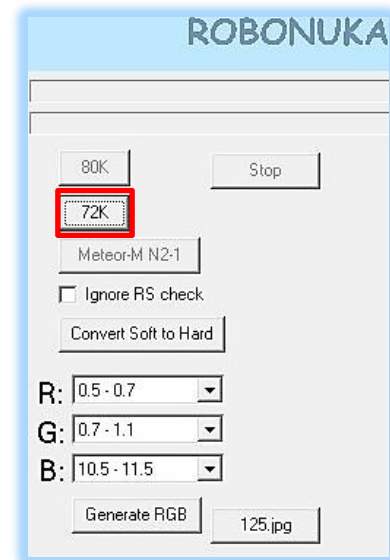 ROBONUKA
80K
Stop
72K
Meteor-M N2-1
Ignore RS check
Convert Soft to Hard
R: 0.5 - 0.7
G: 0.7 - 1.1
B: 10.5 - 11.5
Generate RGB
125.jpg